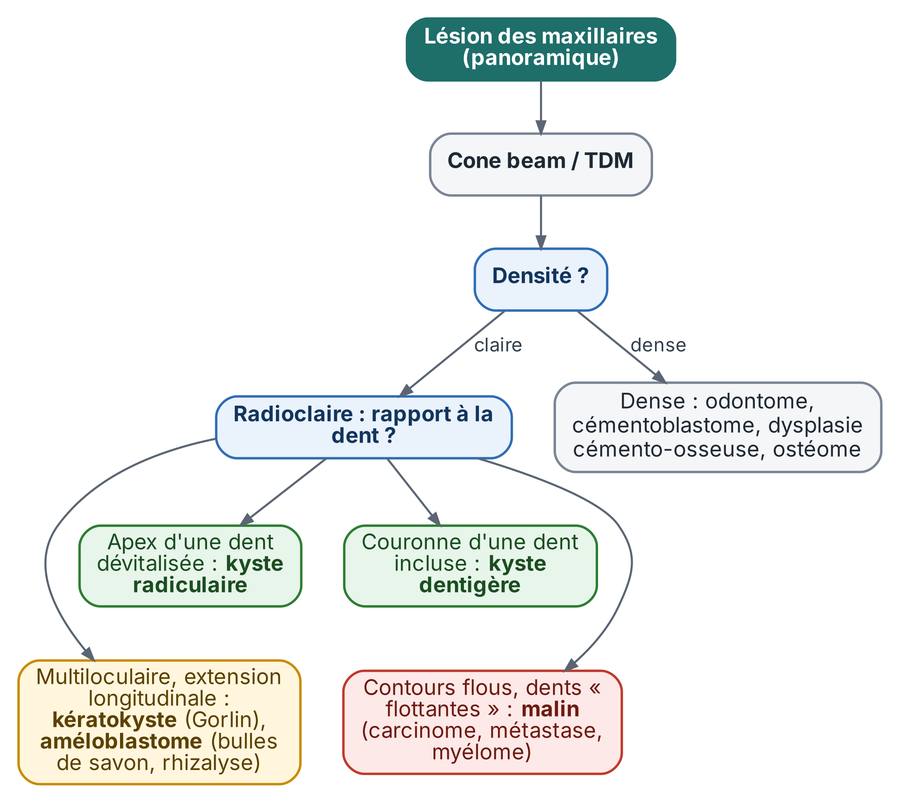 Lésion des maxillaires
(panoramique)
Cone beam / TDM
Densité ?
claire
dense
Radioclaire : rapport à la
dent ?
Dense : odontome,
cémentoblastome, dysplasie
cémento-osseuse, ostéome
Apex d'une dent
dévitalisée : kyste
radiculaire
Couronne d'une dent
incluse : kyste
dentigère
Multiloculaire, extension
longitudinale :
kératokyste (Gorlin),
améloblastome (bulles
de savon, rhizalyse)
Contours flous, dents «
flottantes » : malin
(carcinome, métastase,
myélome)